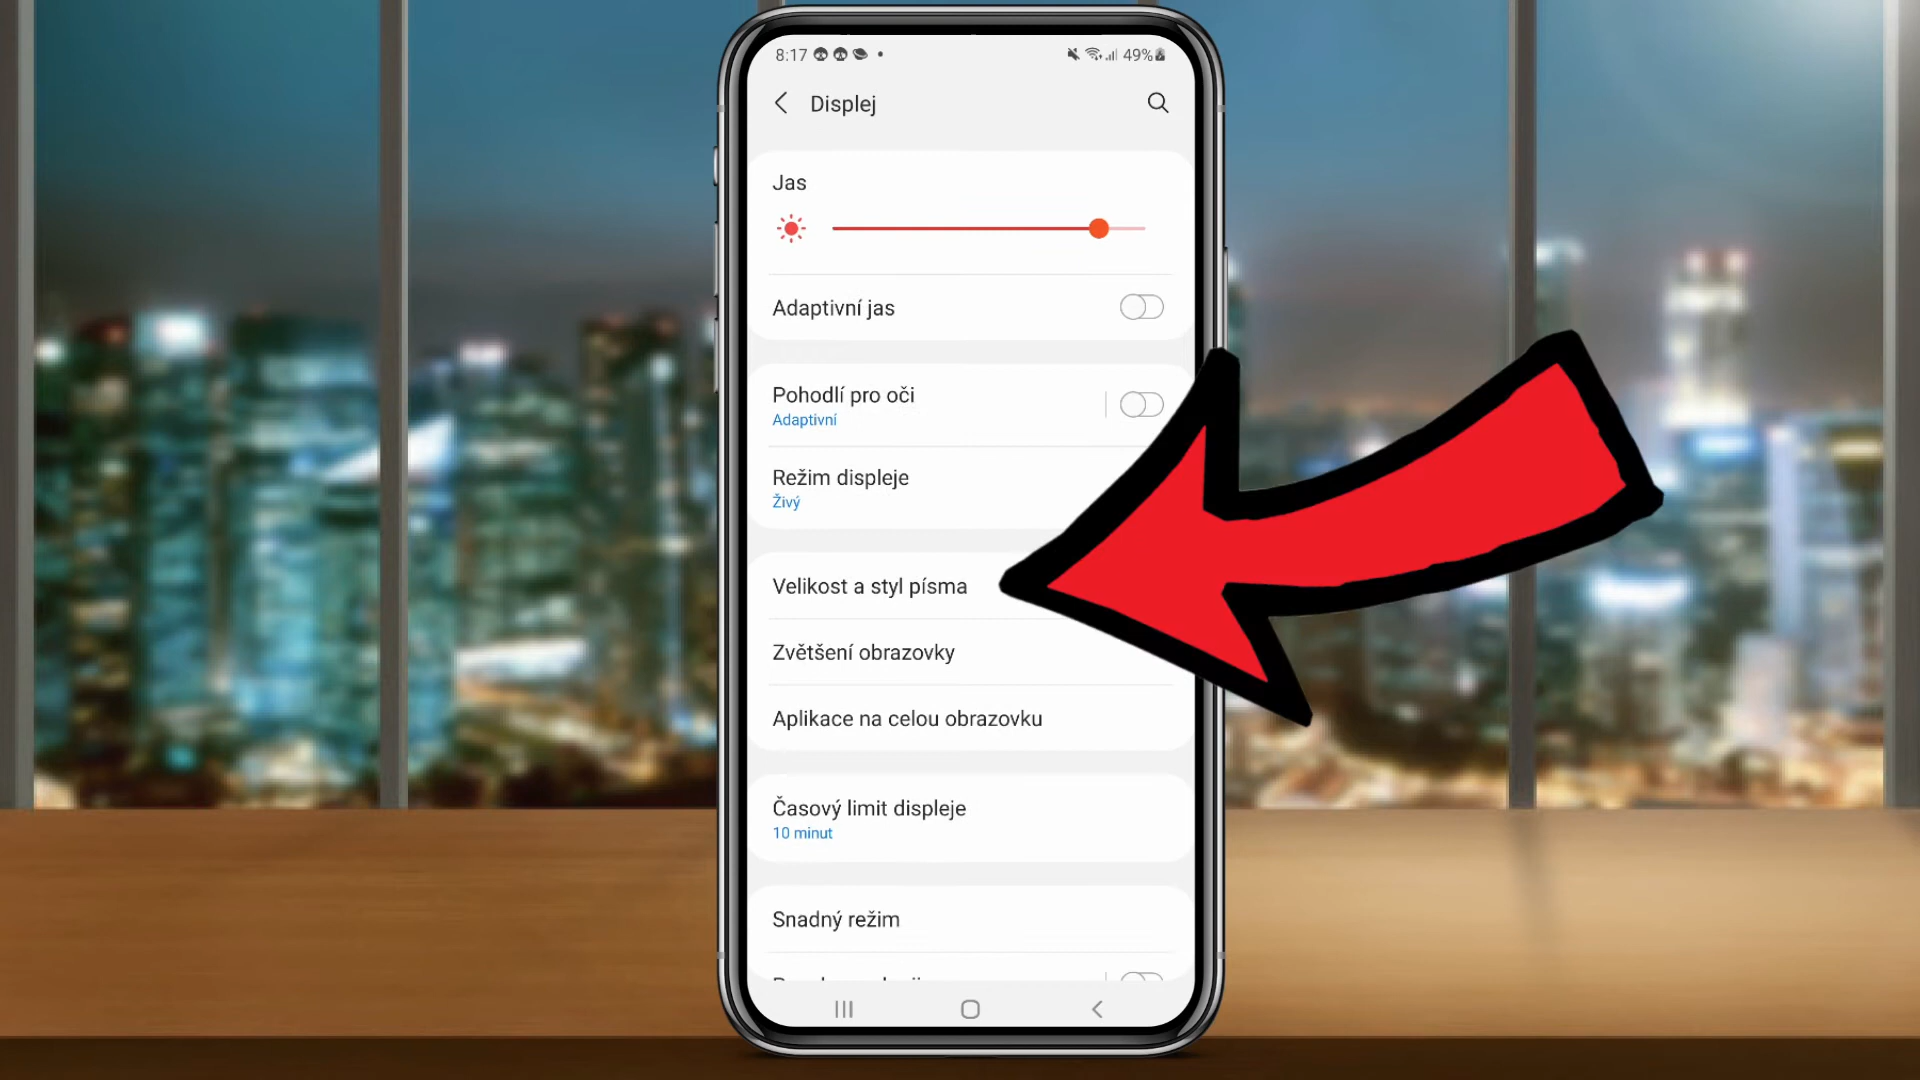 8:17
49%
Displej
Jas
Adaptivní jas
Pohodlí pro oči
Adaptivní
Režim displeje
Živý
Velikost a styl písma
Zvětšení obrazovky
Aplikace na celou obrazovku
Časový limit displeje
10 minut
Snadný režim